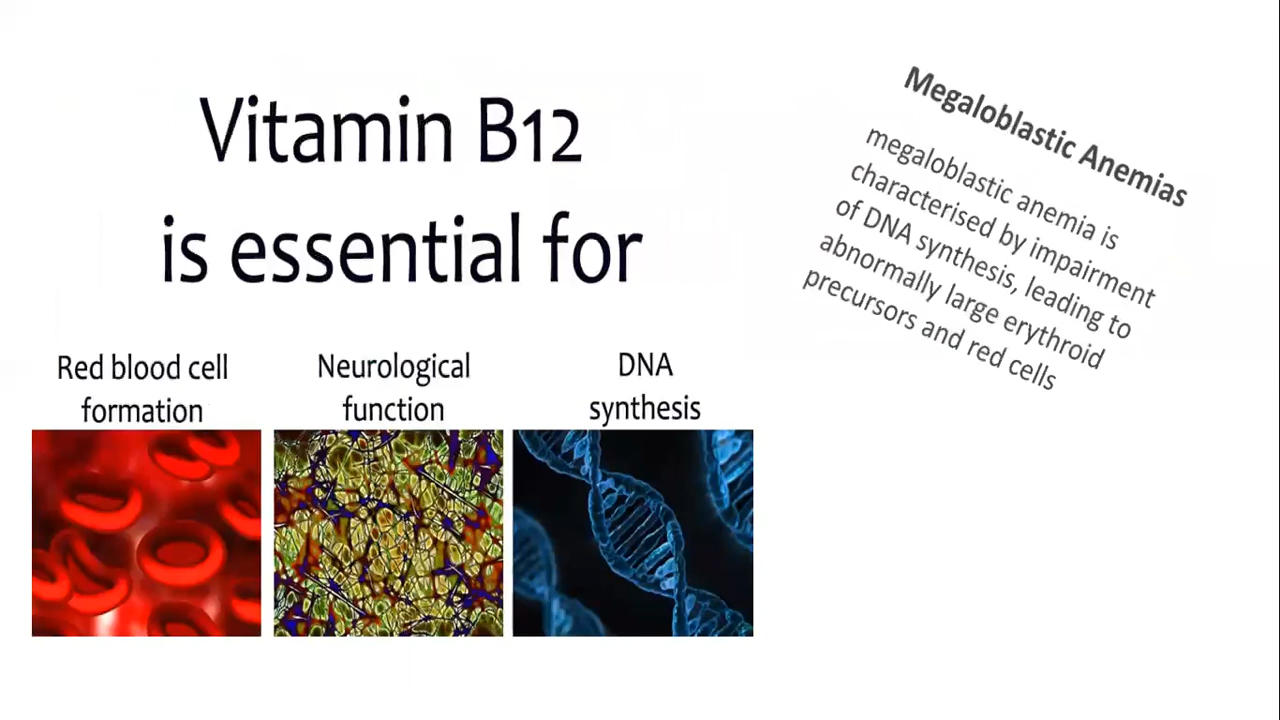 Vitamin B12
is essential for
Red blood cell
formation
Neurological
function
DNA
synthesis
Megaloblastic Anemias
megaloblastic anemia is
characterised by impairment
of DNA synthesis, leading to
abnormally large erythroid
precursors and red cells